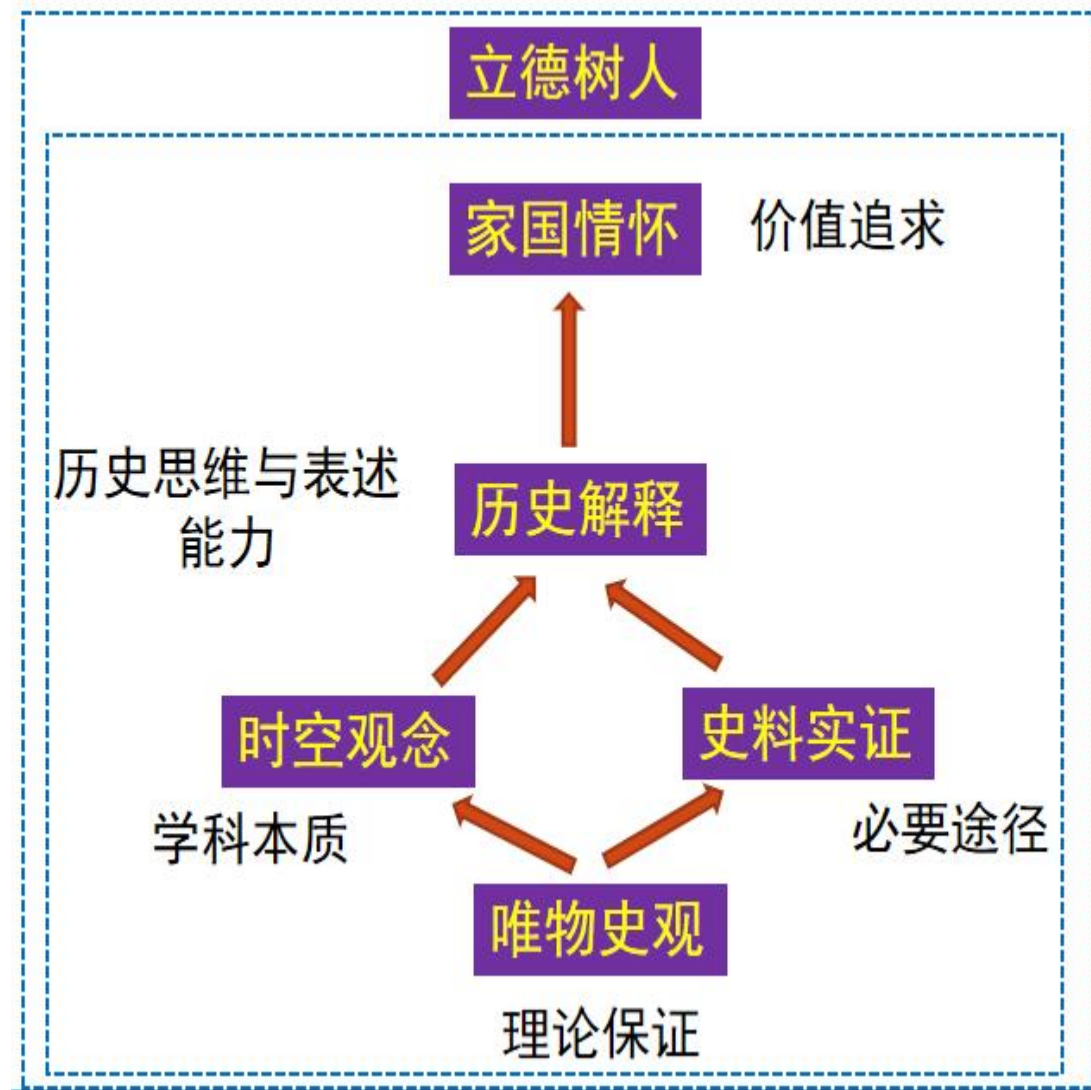 立德树人
家国情怀
价值追求
历史思维与表述
能力
历史解释
时空观念
史料实证
学科本质
必要途径
唯物史观
理论保证